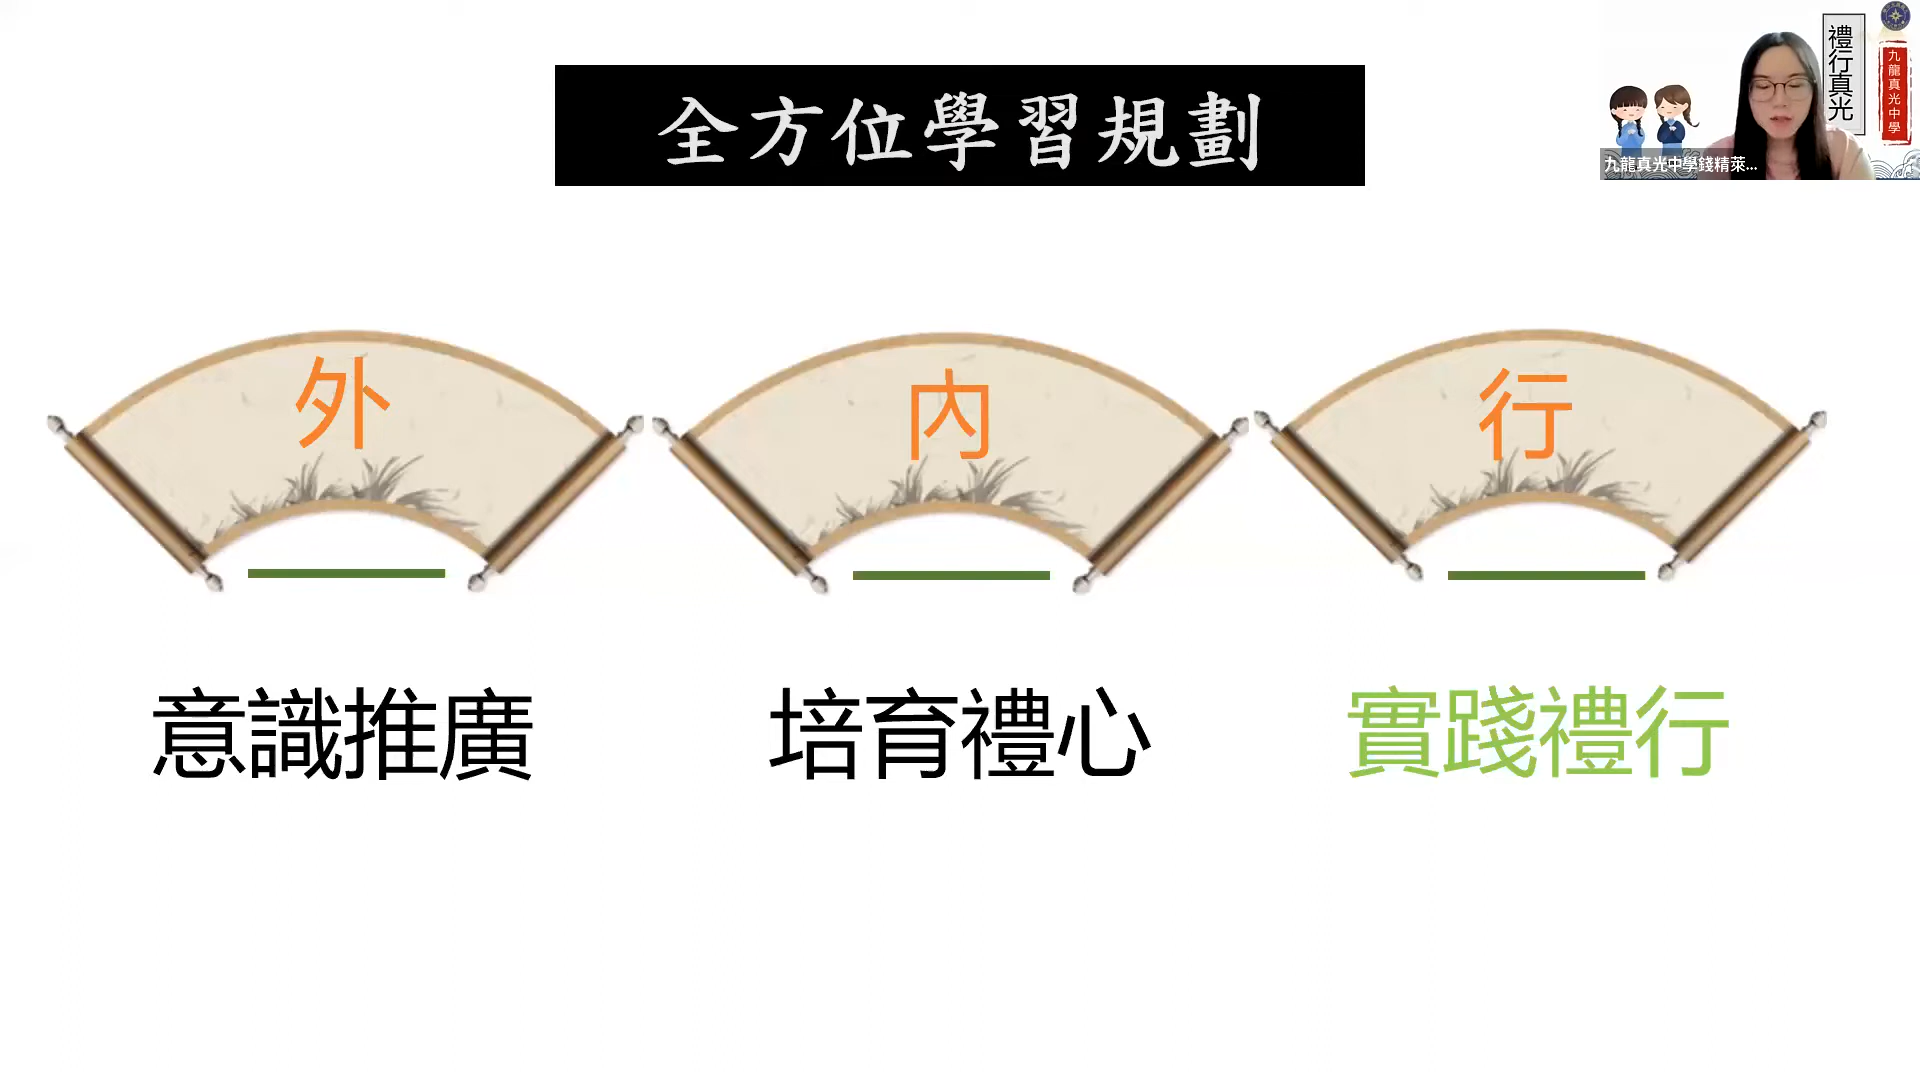 全方位學習規劃
禮行真光
九龍真光中學
九龍真光中學錢精萊...
外
內
行
意識推廣
培育禮心
實踐禮行